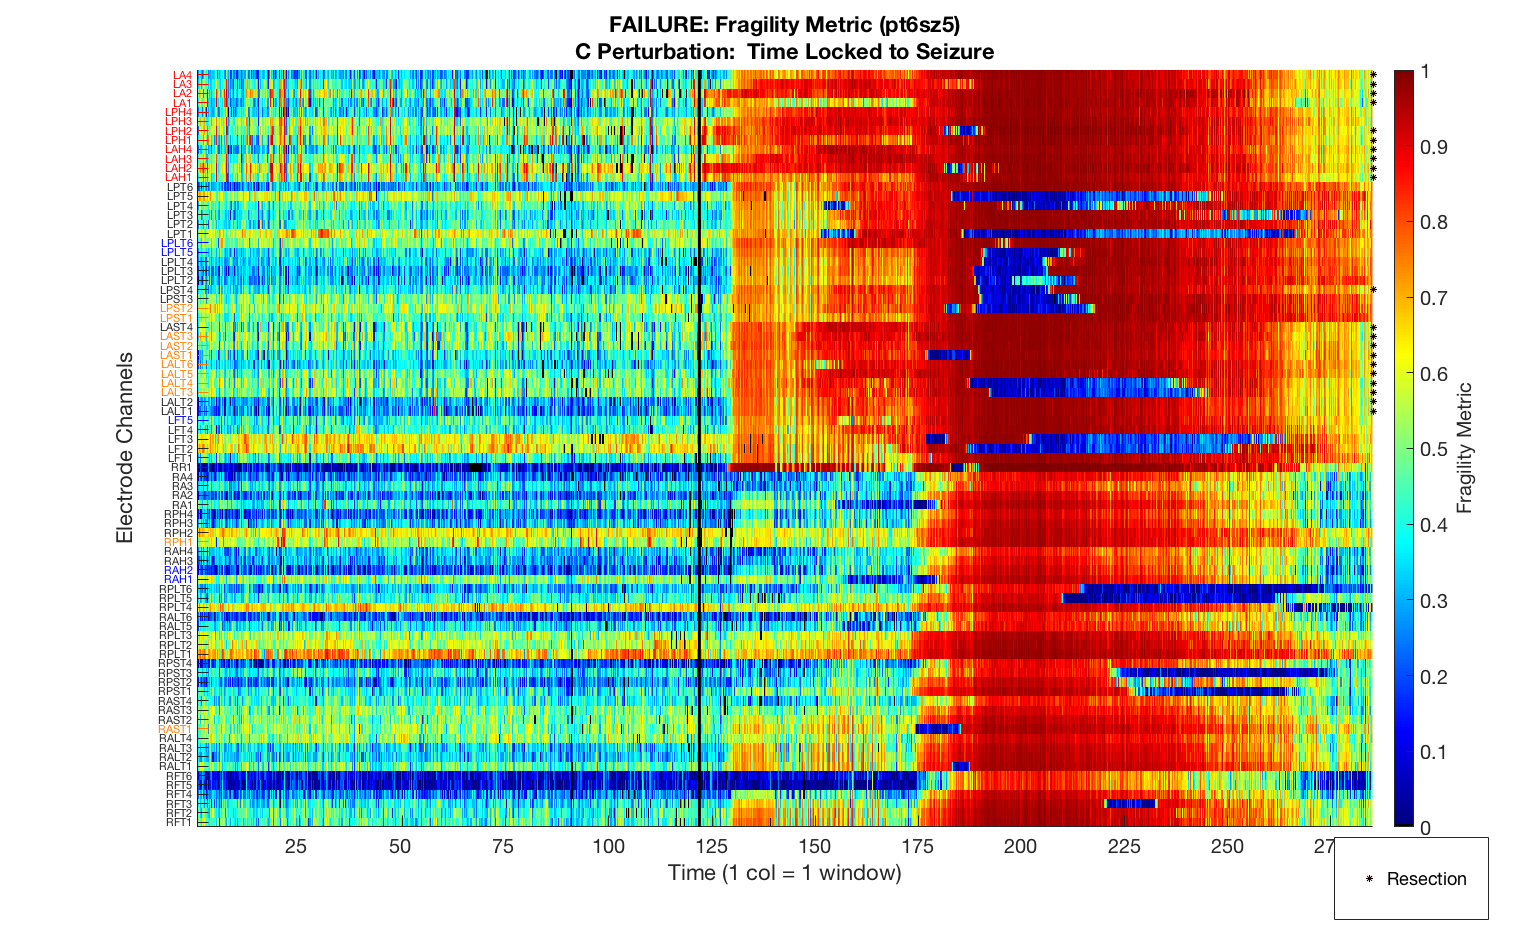 FAILURE: Fragility Metric (pt6sz5)
C Perturbation:  Time Locked to Seizure
Electrode Channels
LA4
LA3
LA2
LA1
LPH4
LPH3
LPH2
LPH1
LAH4
LAH3
LAH2
LAH1
LPT6
LPT5
LPT4
LPT3
LPT2
LPT1
LPLT6
LPLT5
LPLT4
LPLT3
LPLT2
LPST4
LPST3
LPST2
LPST1
LAST4
LAST3
LAST2
LAST1
LALT6
LALT5
LALT4
LALT3
LALT2
LALT1
LFT5
LFT4
LFT3
LFT2
LFT1
RR1
RA4
RA3
RA2
RA1
RPH4
RPH3
RPH2
RPH1
RAH4
RAH3
RAH2
RAH1
RPLT6
RPLT5
RPLT4
RALT6
RALT5
RPLT3
RPLT2
RPLT1
RPST4
RPST3
RPST2
RPST1
RAST4
RAST3
RAST2
RAST1
RALT4
RALT3
RALT2
RALT1
RFT6
RFT5
RFT4
RFT3
RFT2
RFT1
25 50 75 100 125 150 175 200 225 250 27
Time (1 col = 1 window)
1
0.9
0.8
0.7
0.6
0.5
0.4
0.3
0.2
0.1
0
Fragility Metric
Resection